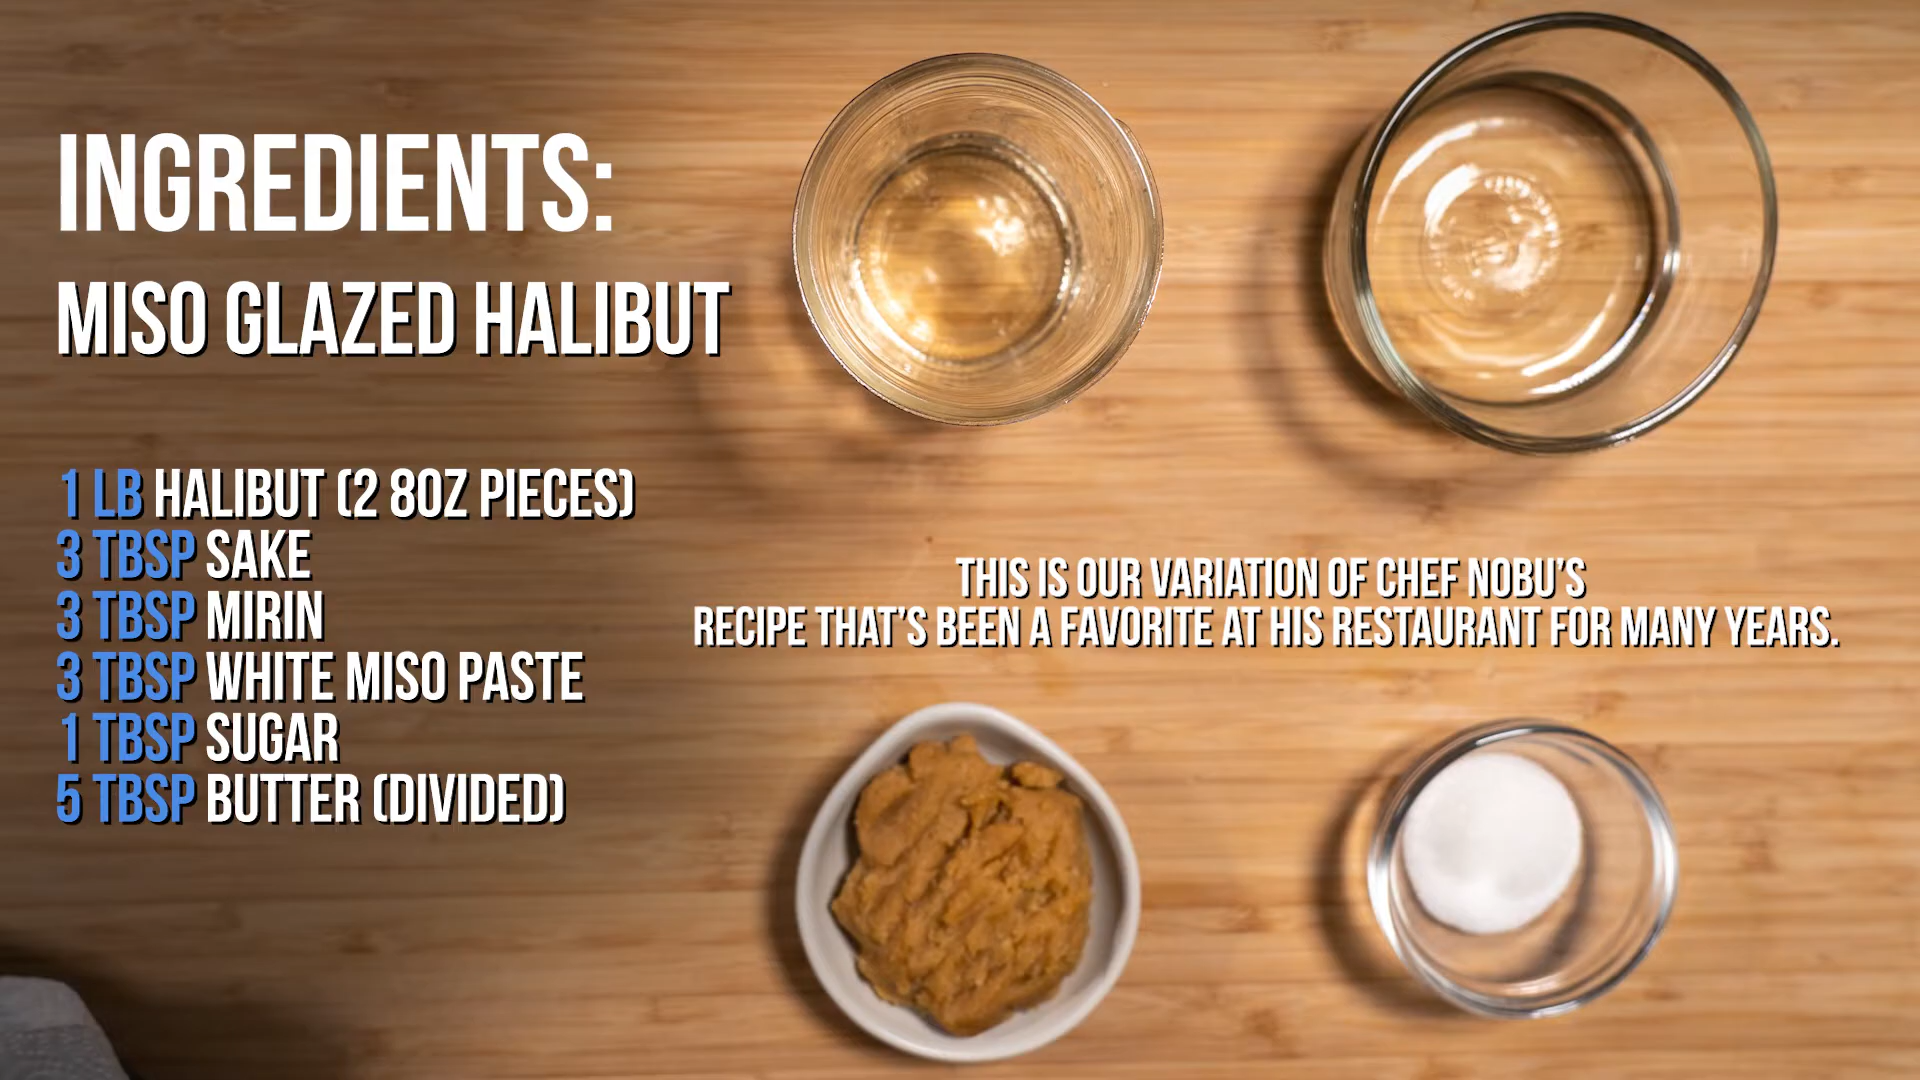 INGREDIENTS:
MISO GLAZED HALIBUT
1 LB HALIBUT (2 8OZ PIECES)
3 TBSP SAKE
3 TBSP MIRIN
3 TBSP WHITE MISO PASTE
1 TBSP SUGAR
5 TBSP BUTTER (DIVIDED)
THIS IS OUR VARIATION OF CHEF NOBU'S
RECIPE THAT'S BEEN A FAVORITE AT HIS RESTAURANT FOR MANY YEARS.